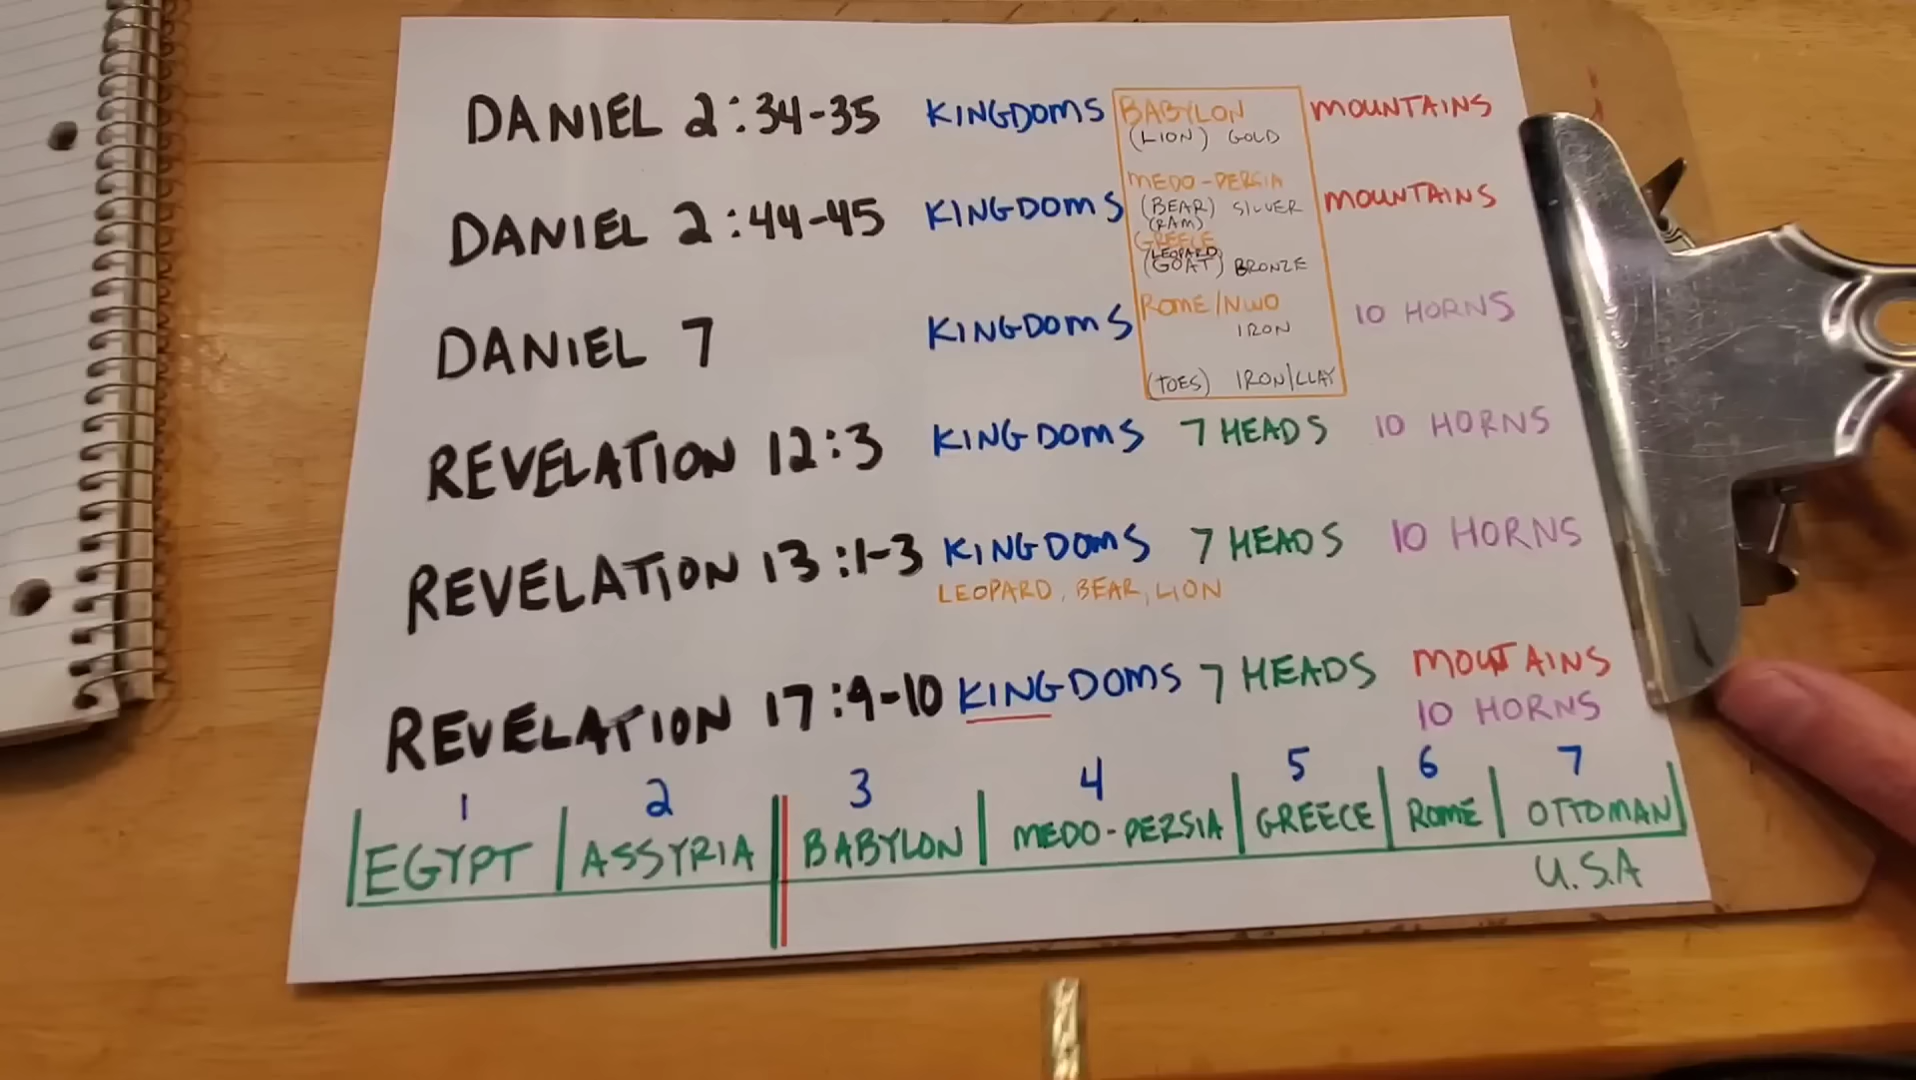 DANIEL 2:34-35 KINGDOMS BABYLON MOUNTAINS
(LION) GOLD
MEDO-PERSIA
DANIEL 2:44-45 KINGDOMS (BEAR) SILVER MOUNTAINS
(RAM)
GREECE
(LEOPARD)
(GOAT) BRONZE
DANIEL 7 KINGDOMS ROME/NWO 10 HORNS
IRON
(TOES) IRON/CLAY
REVELATION 12:3 KINGDOMS 7 HEADS 10 HORNS
REVELATION 13:1-3 KINGDOMS 7 HEADS 10 HORNS
LEOPARD, BEAR, LION
REVELATION 17:9-10 KINGDOMS 7 HEADS MOUNTAINS
10 HORNS
1 2 3 4 5 6 7
EGYPT ASSYRIA BABYLON MEDO-PERSIA GREECE ROME OTTOMAN
U.S.A